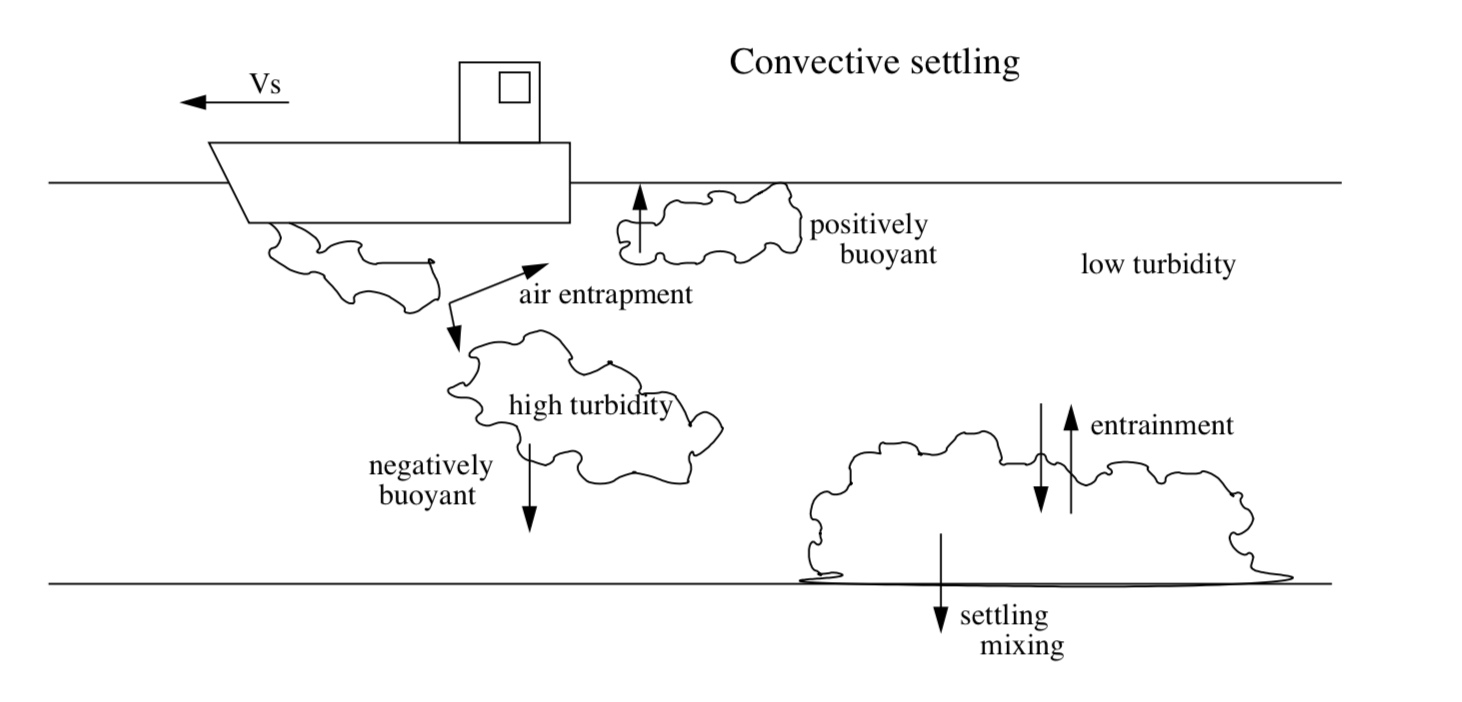 Convective settling
Vs
positively
buoyant
low turbidity
air entrapment
high turbidity
entrainment
negatively
buoyant
settling
mixing